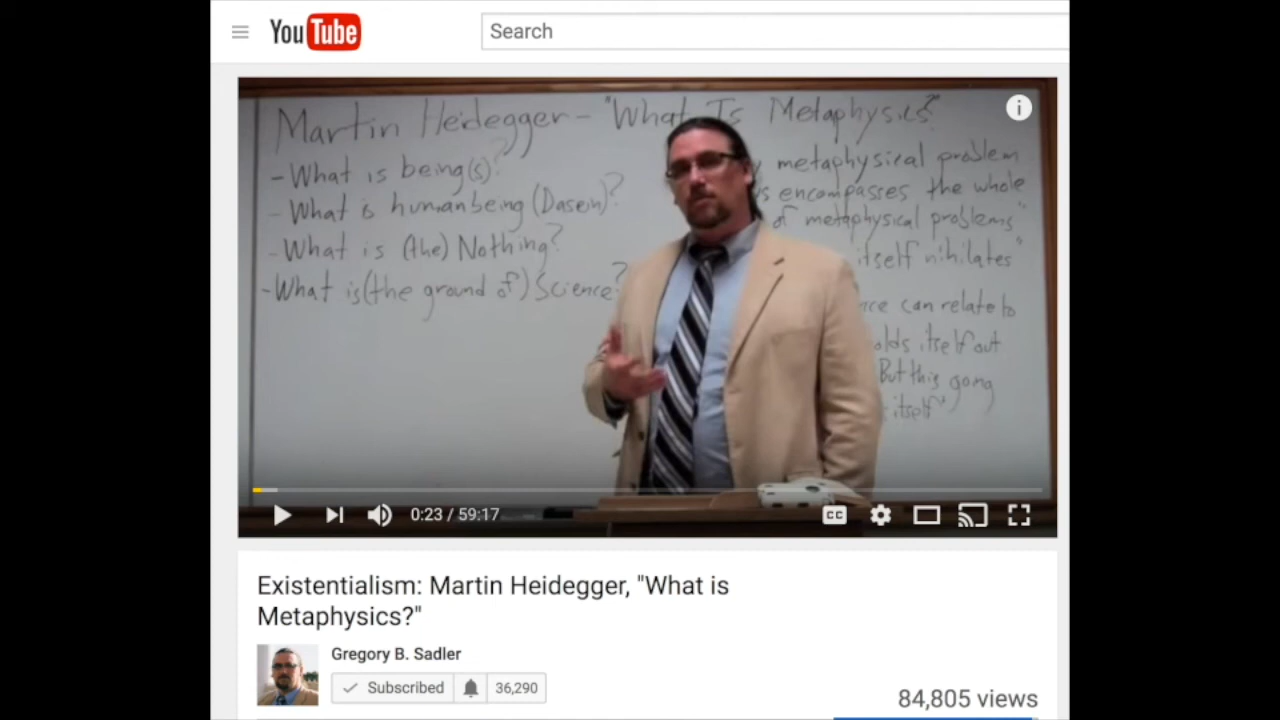 YouTube
Search
Martin Heidegger - "What Is Metaphysics?"
- What is being(s)?
- What is human being (Dasein)?
- What is (the) Nothing?
- What is (the ground of) Science?
metaphysical problem
encompasses the whole
of metaphysical problems"
itself nihilates"
can relate to
itself out
But this going
itself"
i
0:23 / 59:17
CC
Existentialism: Martin Heidegger, "What is
Metaphysics?"
Gregory B. Sadler
Subscribed
36,290
84,805 views